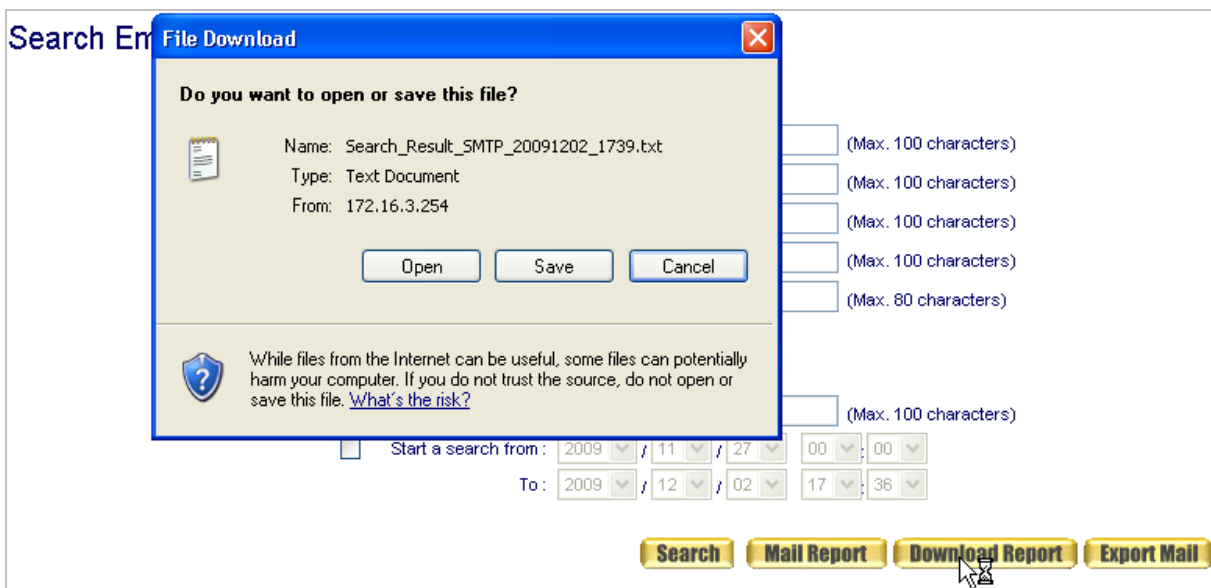 Search Em
File Download
Do you want to open or save this file?
Name: Search_Result_SMTP_20091202_1739.txt
Type: Text Document
From: 172.16.3.254
Open Save Cancel
While files from the Internet can be useful, some files can potentially
harm your computer. If you do not trust the source, do not open or
save this file. What's the risk?
(Max. 100 characters)
(Max. 100 characters)
(Max. 100 characters)
(Max. 100 characters)
(Max. 80 characters)
(Max. 100 characters)
Start a search from : 2009 / 11 / 27 00 : 00
To : 2009 / 12 / 02 17 : 36
Search Mail Report Download Report Export Mail